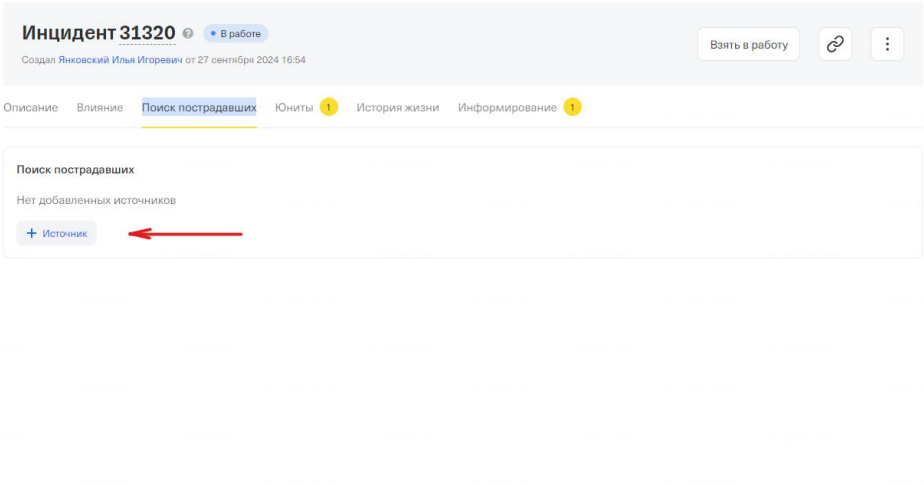 Инцидент 31320 ? • В работе
Взять в работу
Создал Янковский Илья Игоревич от 27 сентября 2024 16:54
Описание Влияние Поиск пострадавших Юниты 1 История жизни Информирование 1
Поиск пострадавших
Нет добавленных источников
+ Источник